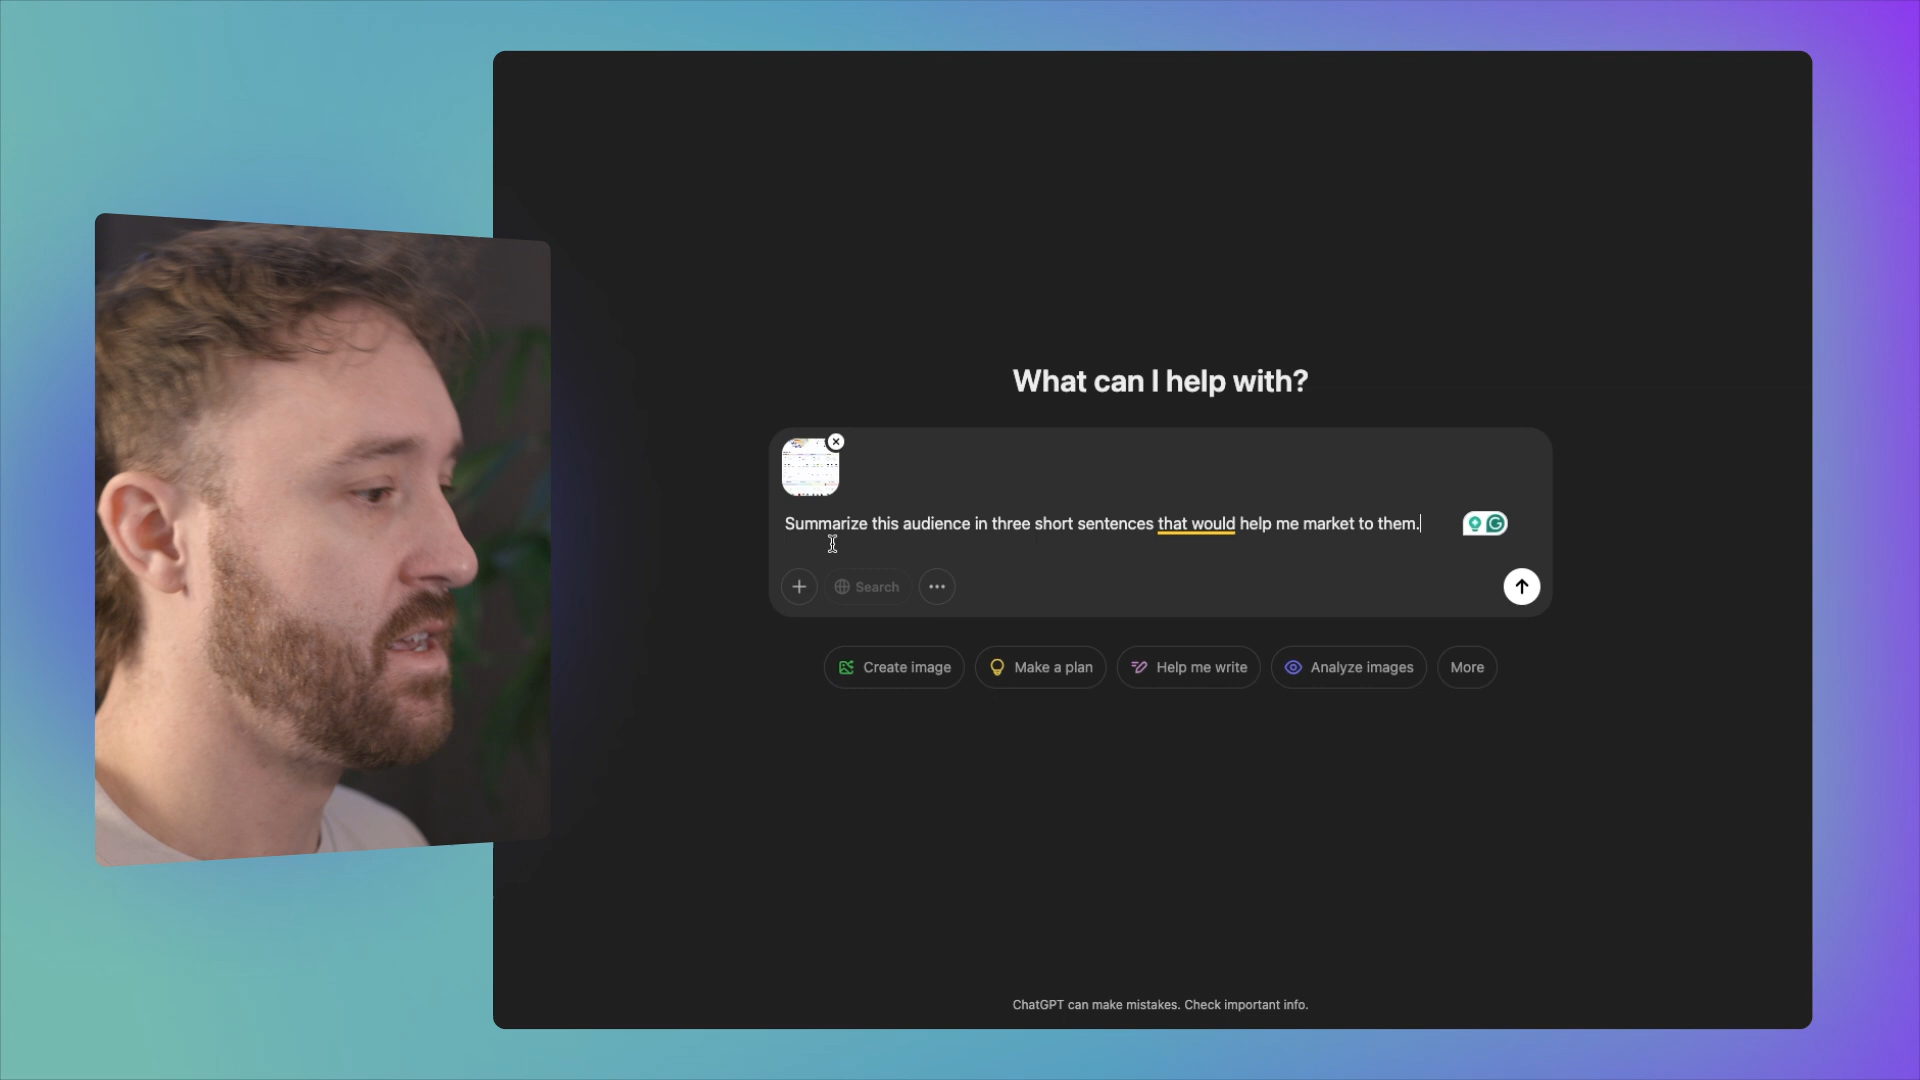 What can I help with?
Summarize this audience in three short sentences that would help me market to them.
Search
Create image
Make a plan
Help me write
Analyze images
More
ChatGPT can make mistakes. Check important info.